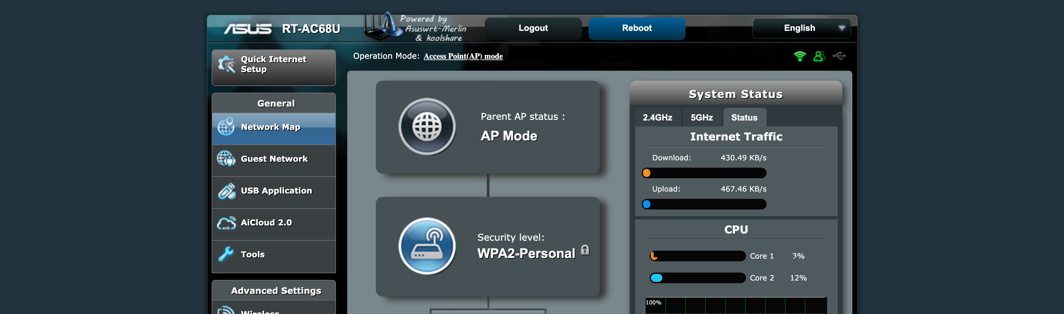 ASUS RT-AC68U
Powered by
Asuswrt-Merlin
& koolshare
Logout
Reboot
English
Operation Mode: Access Point(AP) mode
Quick Internet
Setup
General
Network Map
Guest Network
USB Application
AiCloud 2.0
Tools
Advanced Settings
Wireless
Parent AP status :
AP Mode
Security level:
WPA2-Personal
System Status
2.4GHz
5GHz
Status
Internet Traffic
Download: 430.49 KB/s
Upload: 467.46 KB/s
CPU
Core 1
Core 2 12%
100%